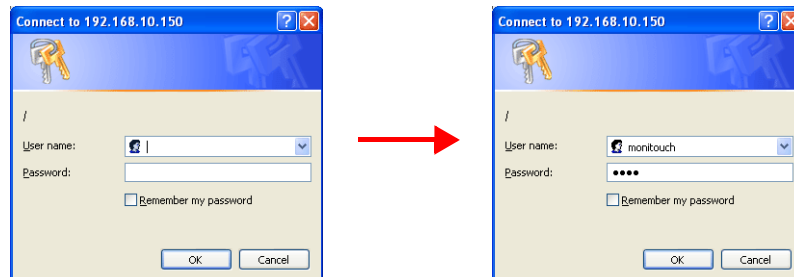 Connect to 192.168.10.150
/
User name:
Password:
Remember my password
OK Cancel
Connect to 192.168.10.150
/
User name: monitouch
Password: ••••
Remember my password
OK Cancel